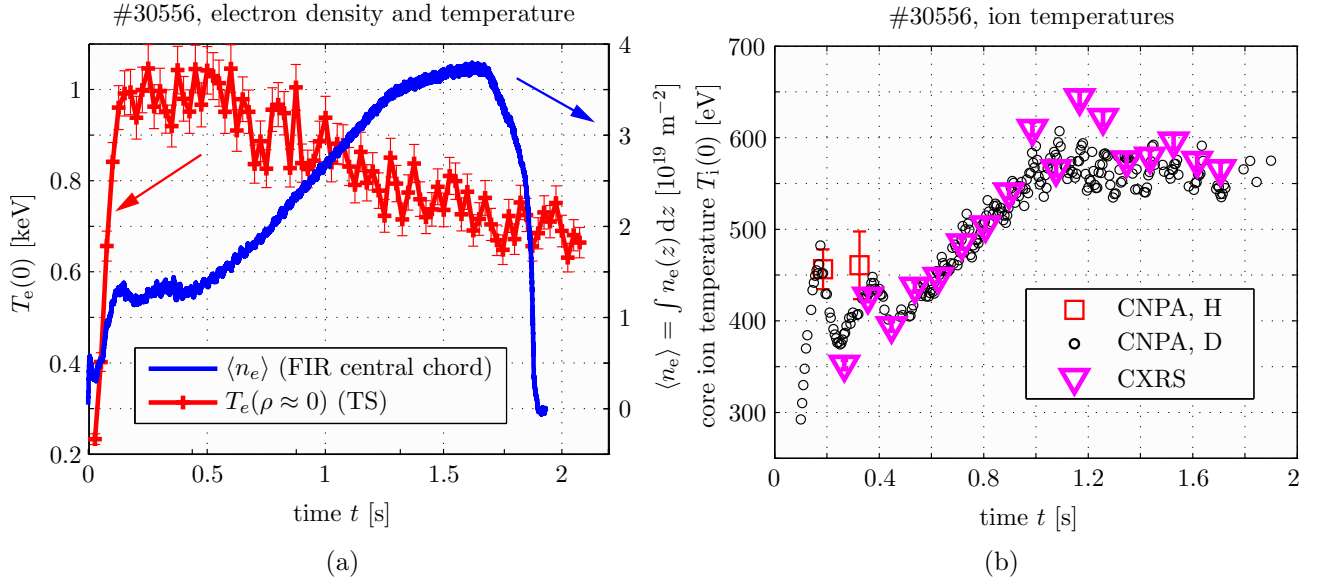 #30556, electron density and temperature
1
0.8
0.6
0.4
0.2
T_e(0) [keV]
4
3
2
1
0
⟨n_e⟩ = ∫ n_e(z) dz [10^19 m^−2]
⟨n_e⟩ (FIR central chord)
T_e(ρ ≈ 0) (TS)
0 0.5 1 1.5 2
time t [s]
(a)
#30556, ion temperatures
700
600
500
400
300
core ion temperature T_i(0) [eV]
CNPA, H
CNPA, D
CXRS
0 0.4 0.8 1.2 1.6 2
time t [s]
(b)